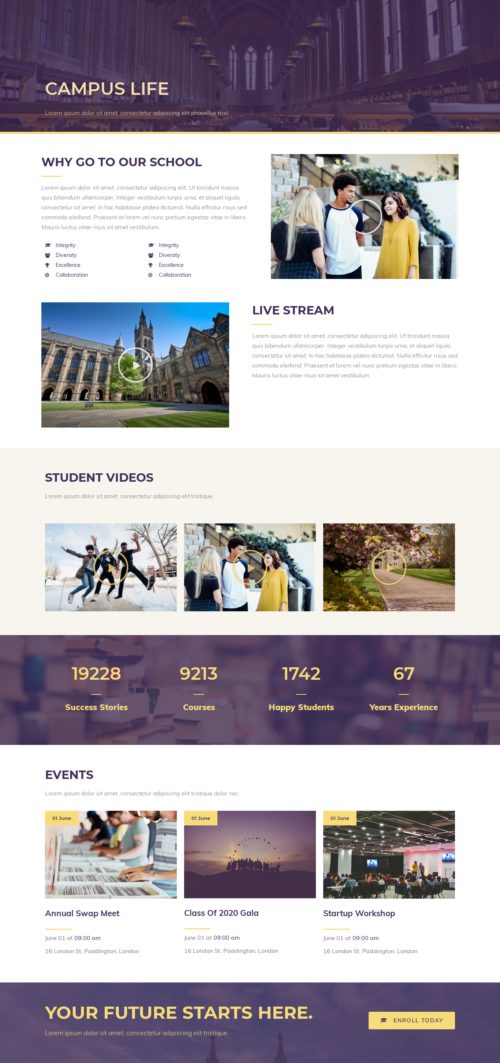 CAMPUS LIFE
Lorem ipsum dolor sit amet, consectetur adipiscing elit phasellus trut.
WHY GO TO OUR SCHOOL
Lorem ipsum dolor sit amet, consectetur adipiscing elit. Ut tincidunt massa
quis bibendum ullamcorper. Integer vestibulum turpis urna, et aliquet ligula
consectetur sit amet. In hac habitasse platea dictumst. Nulla efficitur risus sed
commodo eleifend. Praesent et lorem vel nunc pretium egestas vitae in libero.
Mauris luctus vitae risus sit amet vestibulum.
Integrity
Diversity
Excellence
Collaboration
Integrity
Diversity
Excellence
Collaboration
LIVE STREAM
Lorem ipsum dolor sit amet, consectetur adipiscing elit. Ut tincidunt massa
quis bibendum ullamcorper. Integer vestibulum turpis urna, et aliquet ligula
consectetur sit amet. In hac habitasse platea dictumst. Nulla efficitur risus sed
commodo eleifend. Praesent et lorem vel nunc pretium egestas vitae in libero.
Mauris luctus vitae risus sit amet vestibulum.
STUDENT VIDEOS
Lorem ipsum dolor sit amet, consectetur adipiscing elit tristique.
19228
Success Stories
9213
Courses
1742
Happy Students
67
Years Experience
EVENTS
Lorem ipsum dolor sit amet, consectetur adipiscing elit tristique dolor nec.
01 June
Annual Swap Meet
June 01 at 09:00 am
16 London St, Paddington, London
01 June
Class Of 2020 Gala
June 01 at 09:00 am
16 London St, Paddington, London
01 June
Startup Workshop
June 01 at 09:00 am
16 London St, Paddington, London
YOUR FUTURE STARTS HERE.
Lorem ipsum dolor sit amet, consectetur adipiscing elit tristique
ENROLL TODAY